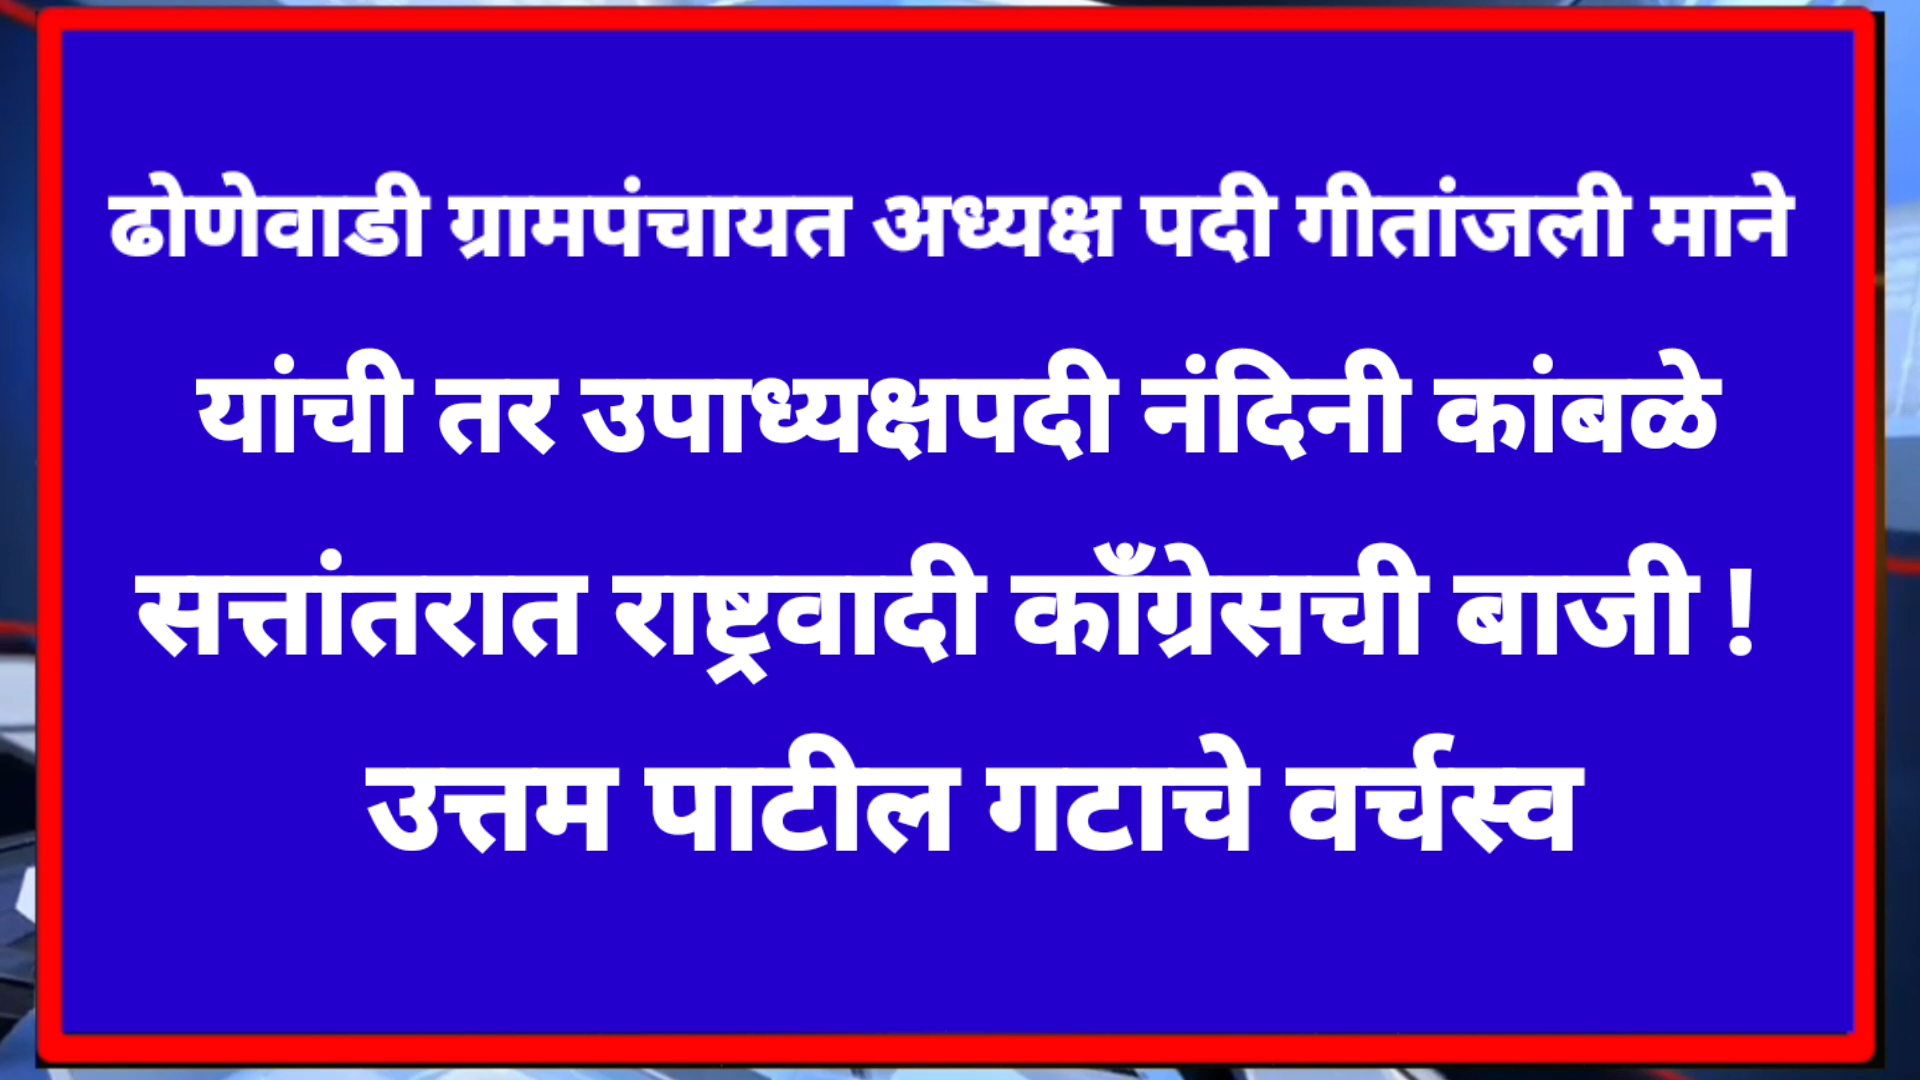 ढोणेवाडी ग्रामपंचायत अध्यक्ष पदी गीतांजली माने
यांची तर उपाध्यक्षपदी नंदिनी कांबळे
सत्तांतरात राष्ट्रवादी काँग्रेसची बाजी !
उत्तम पाटील गटाचे वर्चस्व